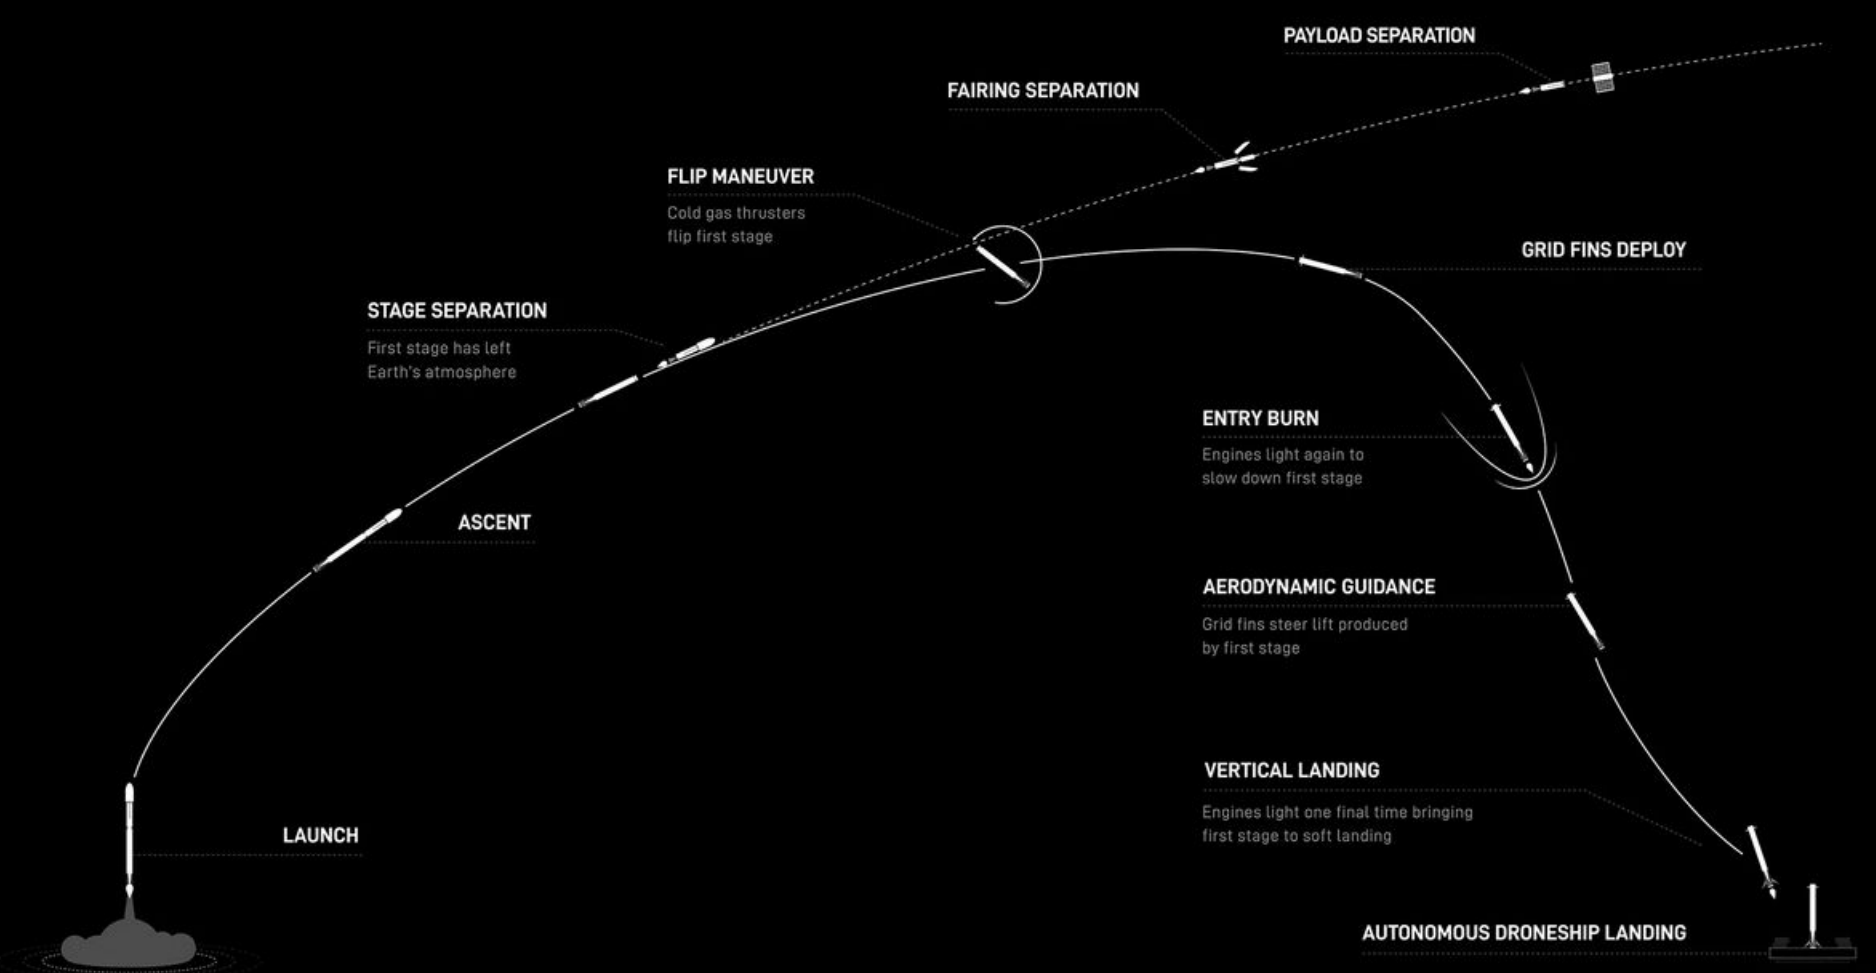 PAYLOAD SEPARATION
FAIRING SEPARATION
FLIP MANEUVER
Cold gas thrusters
flip first stage
GRID FINS DEPLOY
STAGE SEPARATION
First stage has left
Earth's atmosphere
ENTRY BURN
Engines light again to
slow down first stage
ASCENT
AERODYNAMIC GUIDANCE
Grid fins steer lift produced
by first stage
VERTICAL LANDING
Engines light one final time bringing
first stage to soft landing
LAUNCH
AUTONOMOUS DRONESHIP LANDING